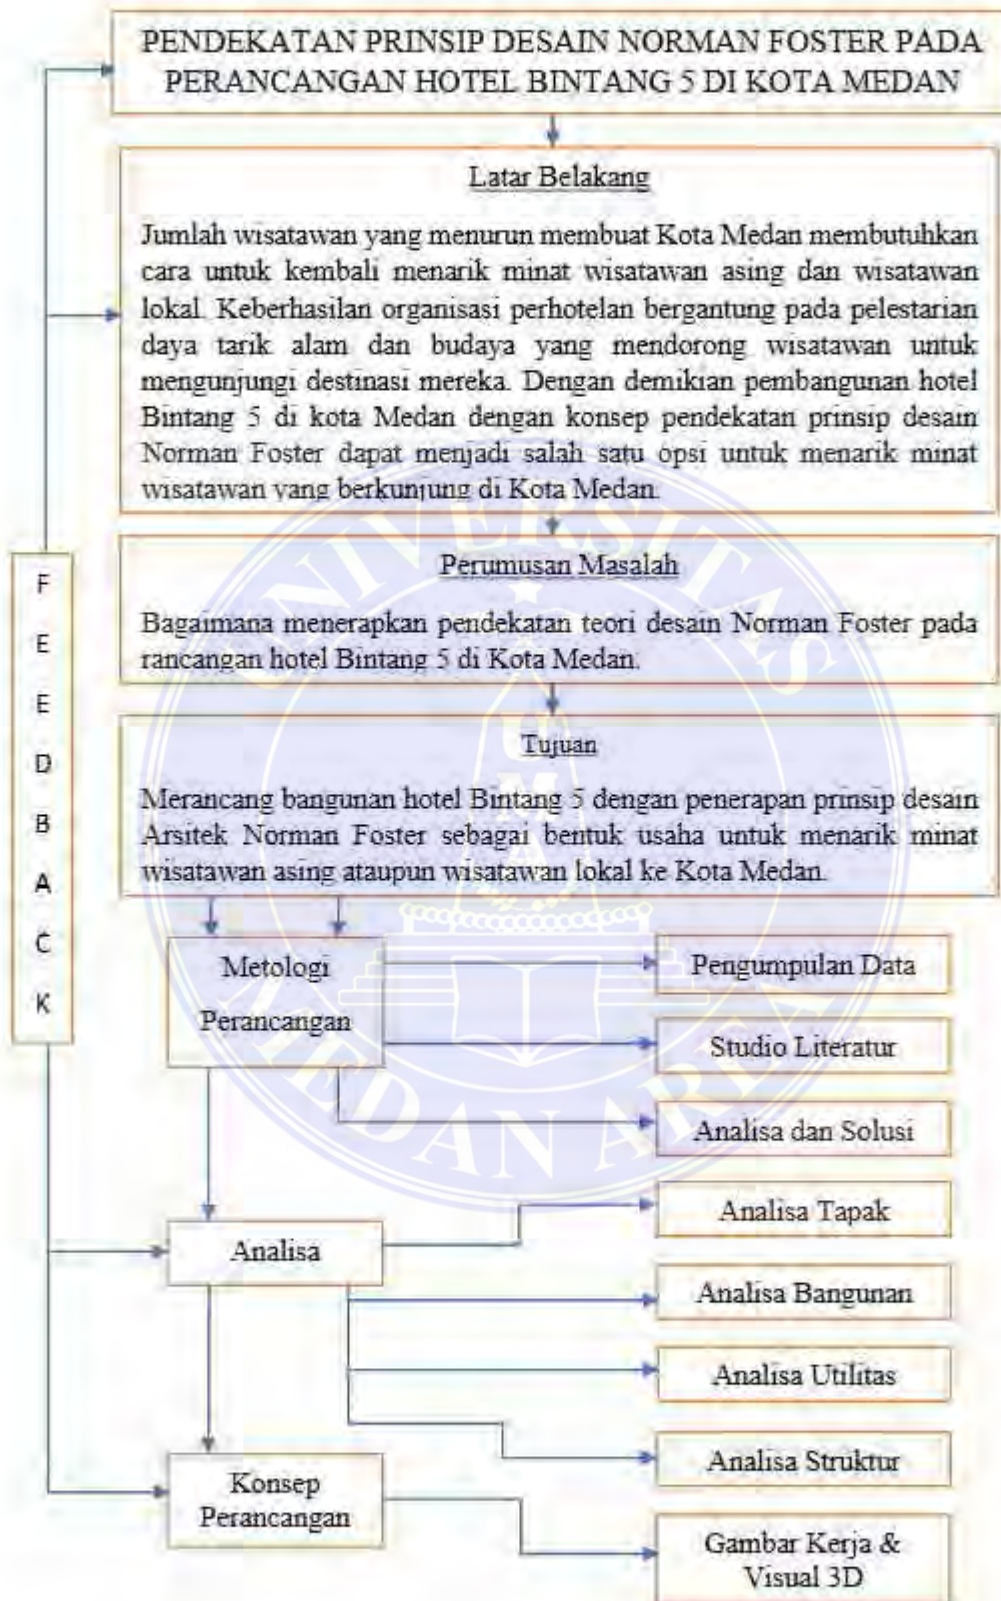 PENDEKATAN PRINSIP DESAIN NORMAN FOSTER PADA
PERANCANGAN HOTEL BINTANG 5 DI KOTA MEDAN
Latar Belakang
Jumlah wisatawan yang menurun membuat Kota Medan membutuhkan
cara untuk kembali menarik minat wisatawan asing dan wisatawan
lokal. Keberhasilan organisasi perhotelan bergantung pada pelestarian
daya tarik alam dan budaya yang mendorong wisatawan untuk
mengunjungi destinasi mereka. Dengan demikian pembangunan hotel
Bintang 5 di kota Medan dengan konsep pendekatan prinsip desain
Norman Foster dapat menjadi salah satu opsi untuk menarik minat
wisatawan yang berkunjung di Kota Medan.
Perumusan Masalah
Bagaimana menerapkan pendekatan teori desain Norman Foster pada
rancangan hotel Bintang 5 di Kota Medan.
Tujuan
Merancang bangunan hotel Bintang 5 dengan penerapan prinsip desain
Arsitek Norman Foster sebagai bentuk usaha untuk menarik minat
wisatawan asing ataupun wisatawan lokal ke Kota Medan.
F
E
E
D
B
A
C
K
Metologi
Perancangan
Pengumpulan Data
Studio Literatur
Analisa dan Solusi
Analisa
Analisa Tapak
Analisa Bangunan
Analisa Utilitas
Analisa Struktur
Konsep
Perancangan
Gambar Kerja &
Visual 3D
UNIVERSITAS
MEDAN AREA
U
M
A